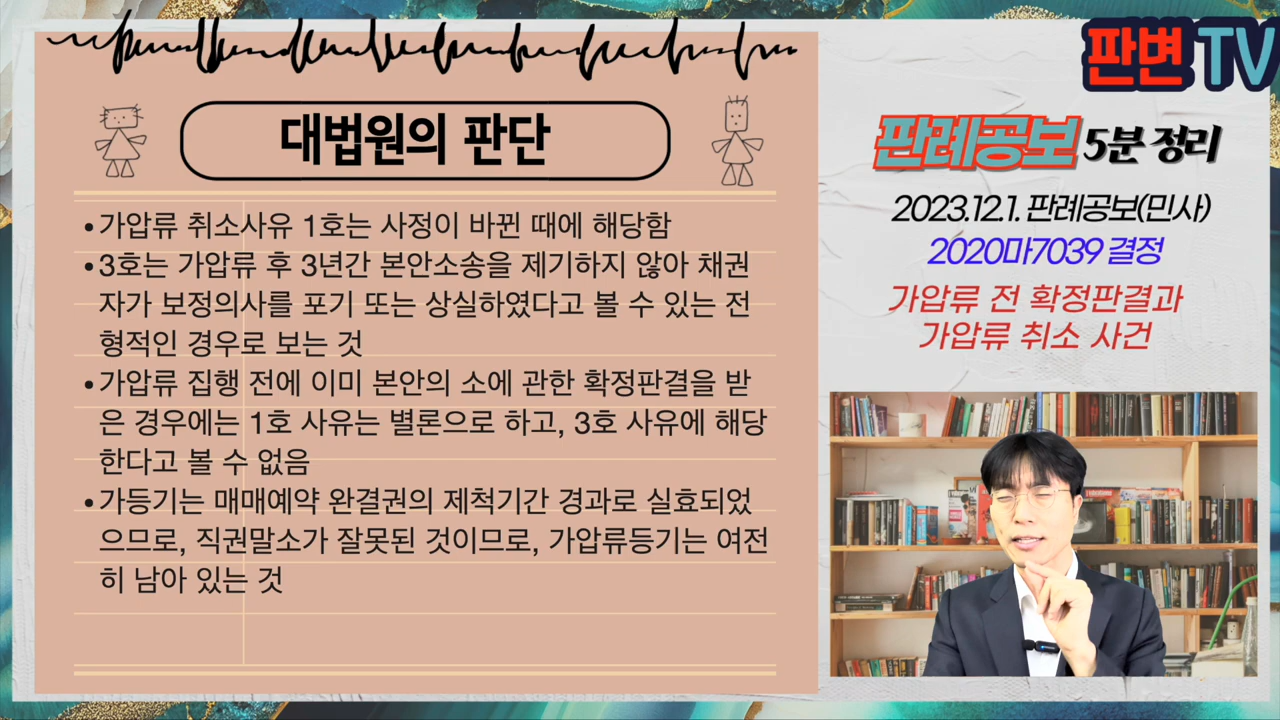 판변 TV
대법원의 판단
•가압류 취소사유 1호는 사정이 바뀐 때에 해당함
•3호는 가압류 후 3년간 본안소송을 제기하지 않아 채권
자가 보정의사를 포기 또는 상실하였다고 볼 수 있는 전
형적인 경우로 보는 것
•가압류 집행 전에 이미 본안의 소에 관한 확정판결을 받
은 경우에는 1호 사유는 별론으로 하고, 3호 사유에 해당
한다고 볼 수 없음
•가등기는 매매예약 완결권의 제척기간 경과로 실효되었
으므로, 직권말소가 잘못된 것이므로, 가압류등기는 여전
히 남아 있는 것
판례공보 5분 정리
2023.12.1. 판례공보(민사)
2020마7039 결정
가압류 전 확정판결과
가압류 취소 사건